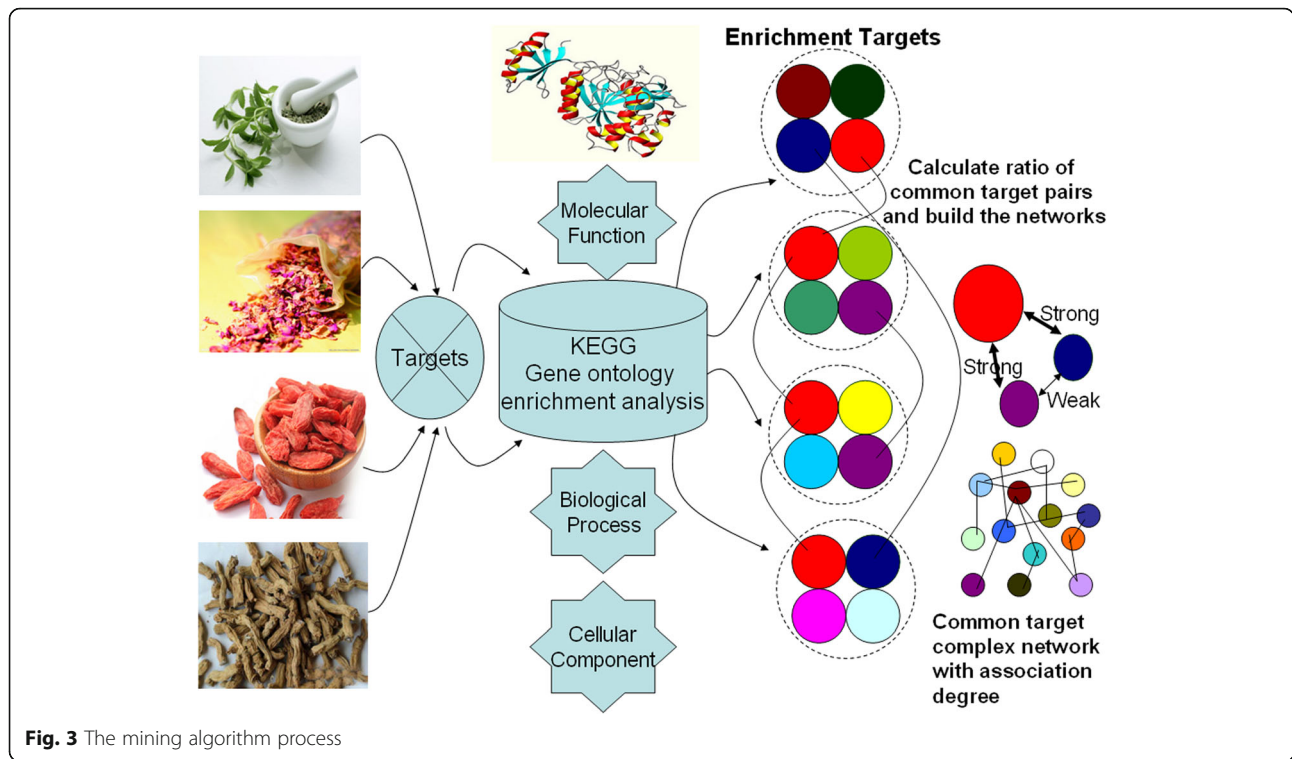 Enrichment Targets
Molecular
Function
Calculate ratio of
common target pairs
and build the networks
Targets
KEGG
Gene ontology
enrichment analysis
Strong
Strong
Weak
Biological
Process
Cellular
Component
Common target
complex network
with association
degree
Fig. 3 The mining algorithm process